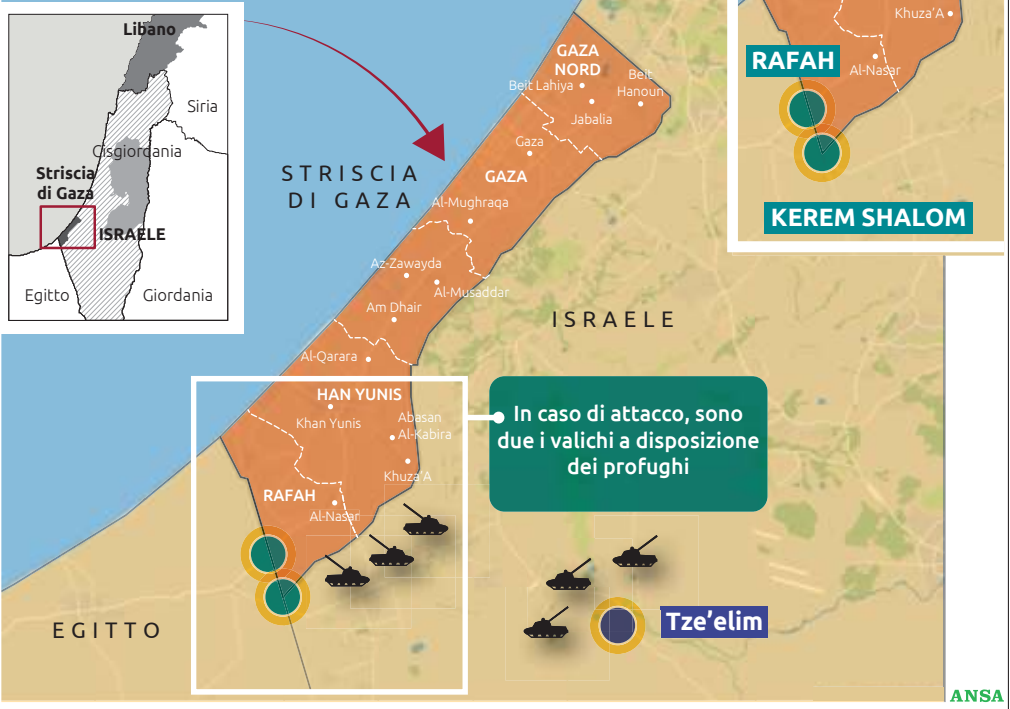 Libano
Siria
Cisgiordania
Striscia
di Gaza
ISRAELE
Egitto
Giordania
STRISCIA
DI GAZA
GAZA
NORD
Beit Lahiya
Beit
Hanoun
Jabalia
Gaza
GAZA
Al-Mughraqa
Az-Zawayda
Al-Musaddar
Am Dhair
Al-Qarara
ISRAELE
HAN YUNIS
Khan Yunis
Abasan
Al-Kabira
Khuza'A
RAFAH
Al-Nasar
EGITTO
Khuza'A
RAFAH
Al-Nasar
KEREM SHALOM
In caso di attacco, sono
due i valichi a disposizione
dei profughi
Tze'elim
ANSA